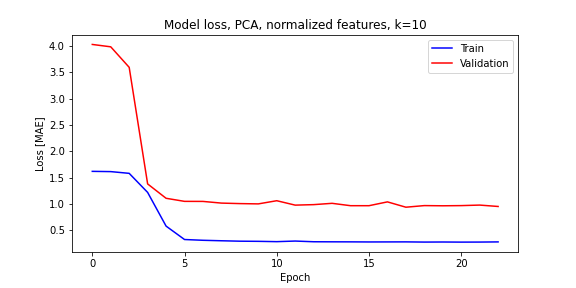 Model loss, PCA, normalized features, k=10
Train
Validation
4.0
3.5
3.0
2.5
2.0
1.5
1.0
0.5
Loss [MAE]
0
5
10
15
20
Epoch